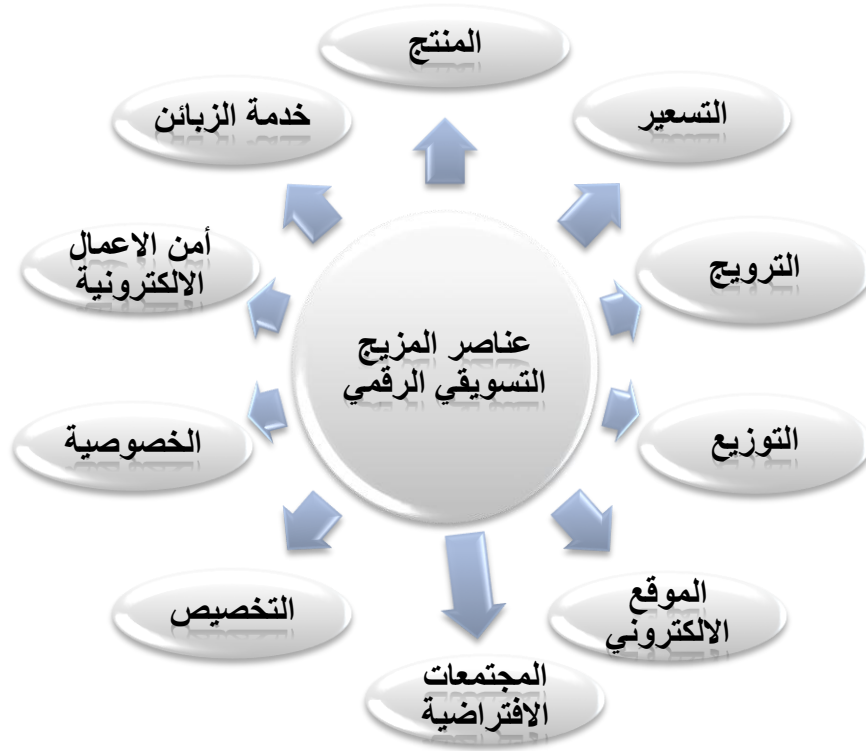 المنتج
التسعير
الترويج
التوزيع
الموقع
الالكتروني
المجتمعات
الافتراضية
التخصيص
الخصوصية
أمن الاعمال
الالكترونية
خدمة الزبائن
عناصر المزيج
التسويقي الرقمي